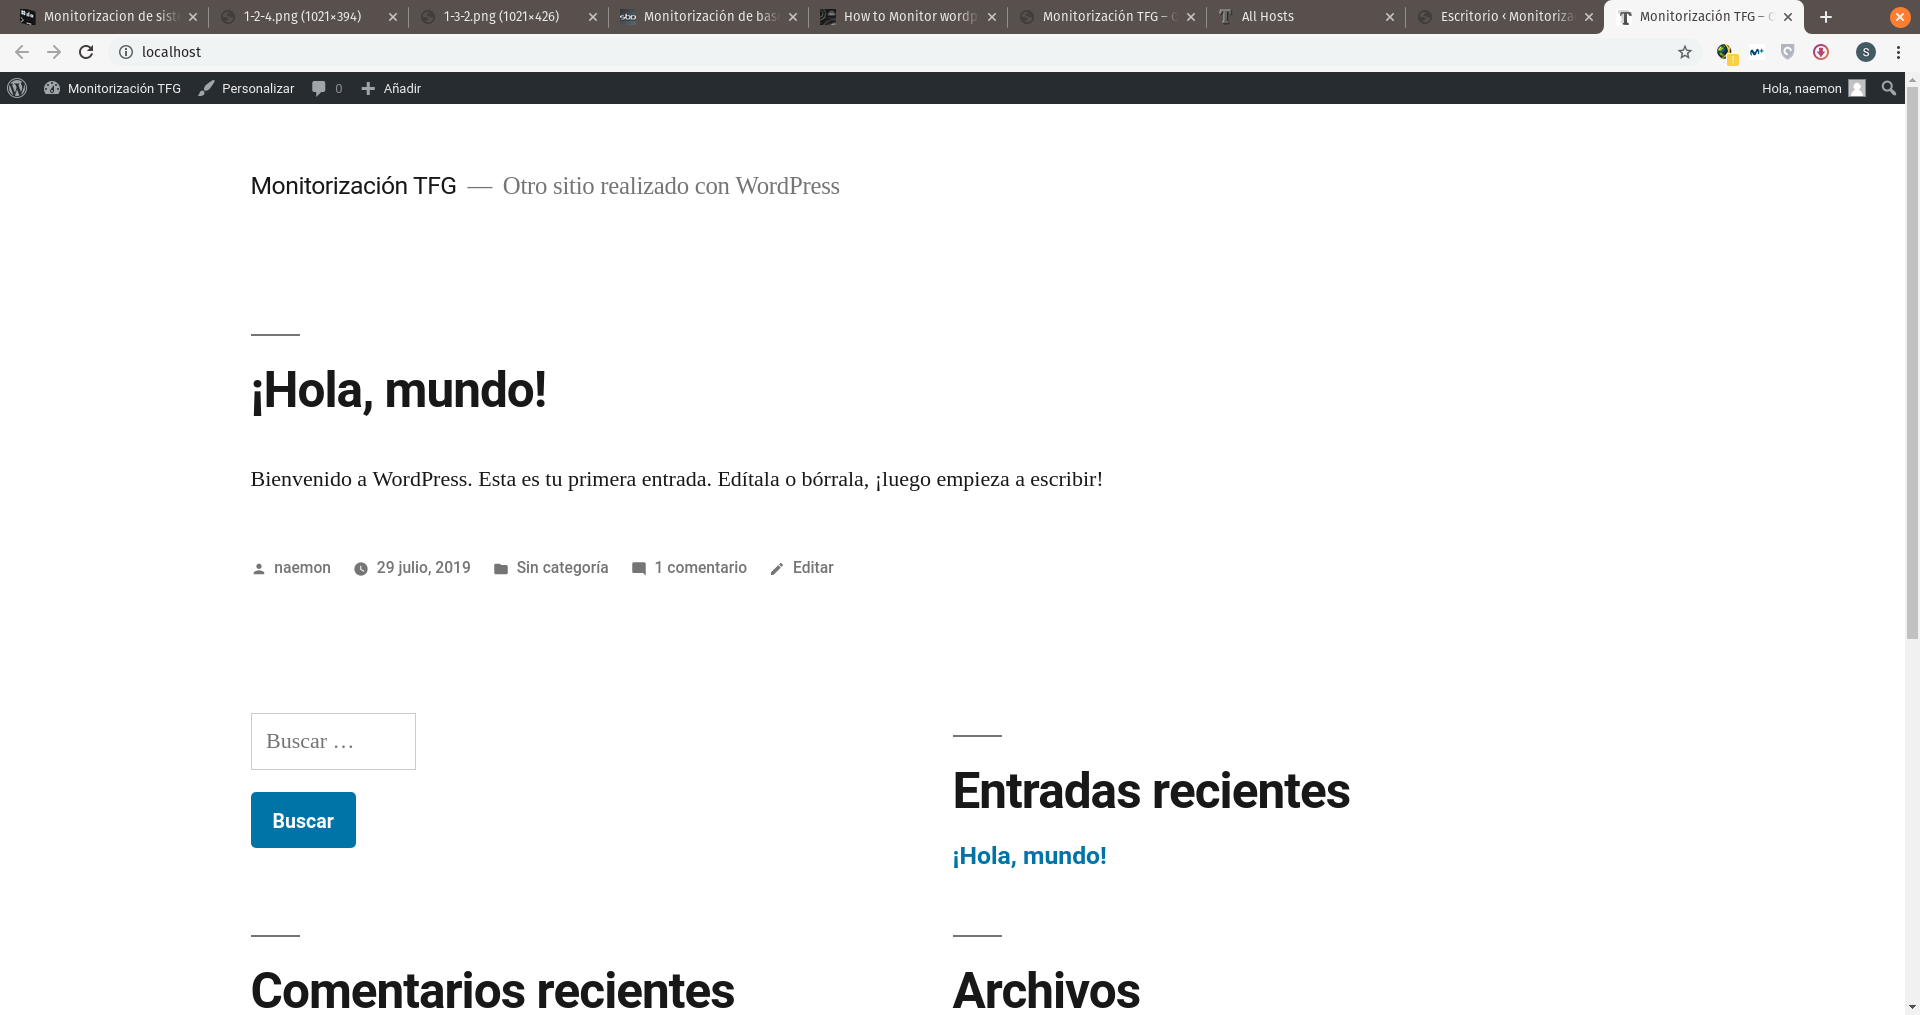 Monitorizacion de sist
1-2-4.png (1021×394)
1-3-2.png (1021×426)
sbo
Monitorización de bas
How to Monitor wordp
Monitorización TFG –
All Hosts
Escritorio ‹ Monitoriza
Monitorización TFG –
localhost
S
Monitorización TFG
Personalizar
0
Añadir
Hola, naemon
Monitorización TFG — Otro sitio realizado con WordPress
¡Hola, mundo!
Bienvenido a WordPress. Esta es tu primera entrada. Edítala o bórrala, ¡luego empieza a escribir!
naemon 29 julio, 2019 Sin categoría 1 comentario Editar
Buscar …
Buscar
Entradas recientes
¡Hola, mundo!
Comentarios recientes
Archivos